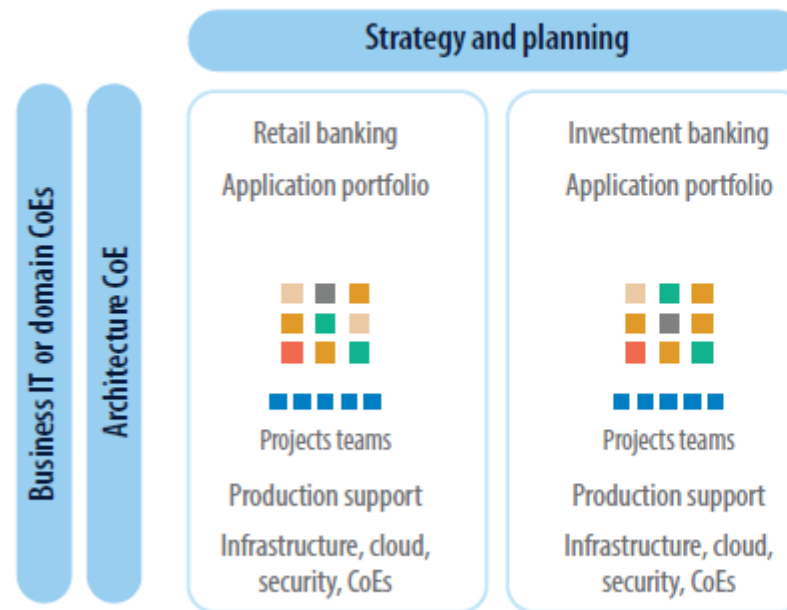 Strategy and planning
Business IT or domain CoEs
Architecture CoE
Retail banking
Application portfolio
Projects teams
Production support
Infrastructure, cloud,
security, CoEs
Investment banking
Application portfolio
Projects teams
Production support
Infrastructure, cloud,
security, CoEs